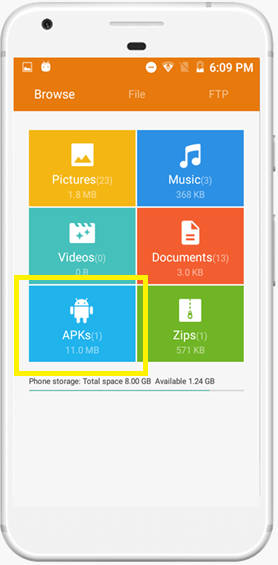 6:09 PM
Browse File FTP
Pictures(23) Music(3)
1.8 MB 368 KB
Videos(0) Documents(13)
0 B 3.0 KB
APKs(1) Zips(1)
11.0 MB 571 KB
Phone storage: Total space 8.00 GB Available 1.24 GB